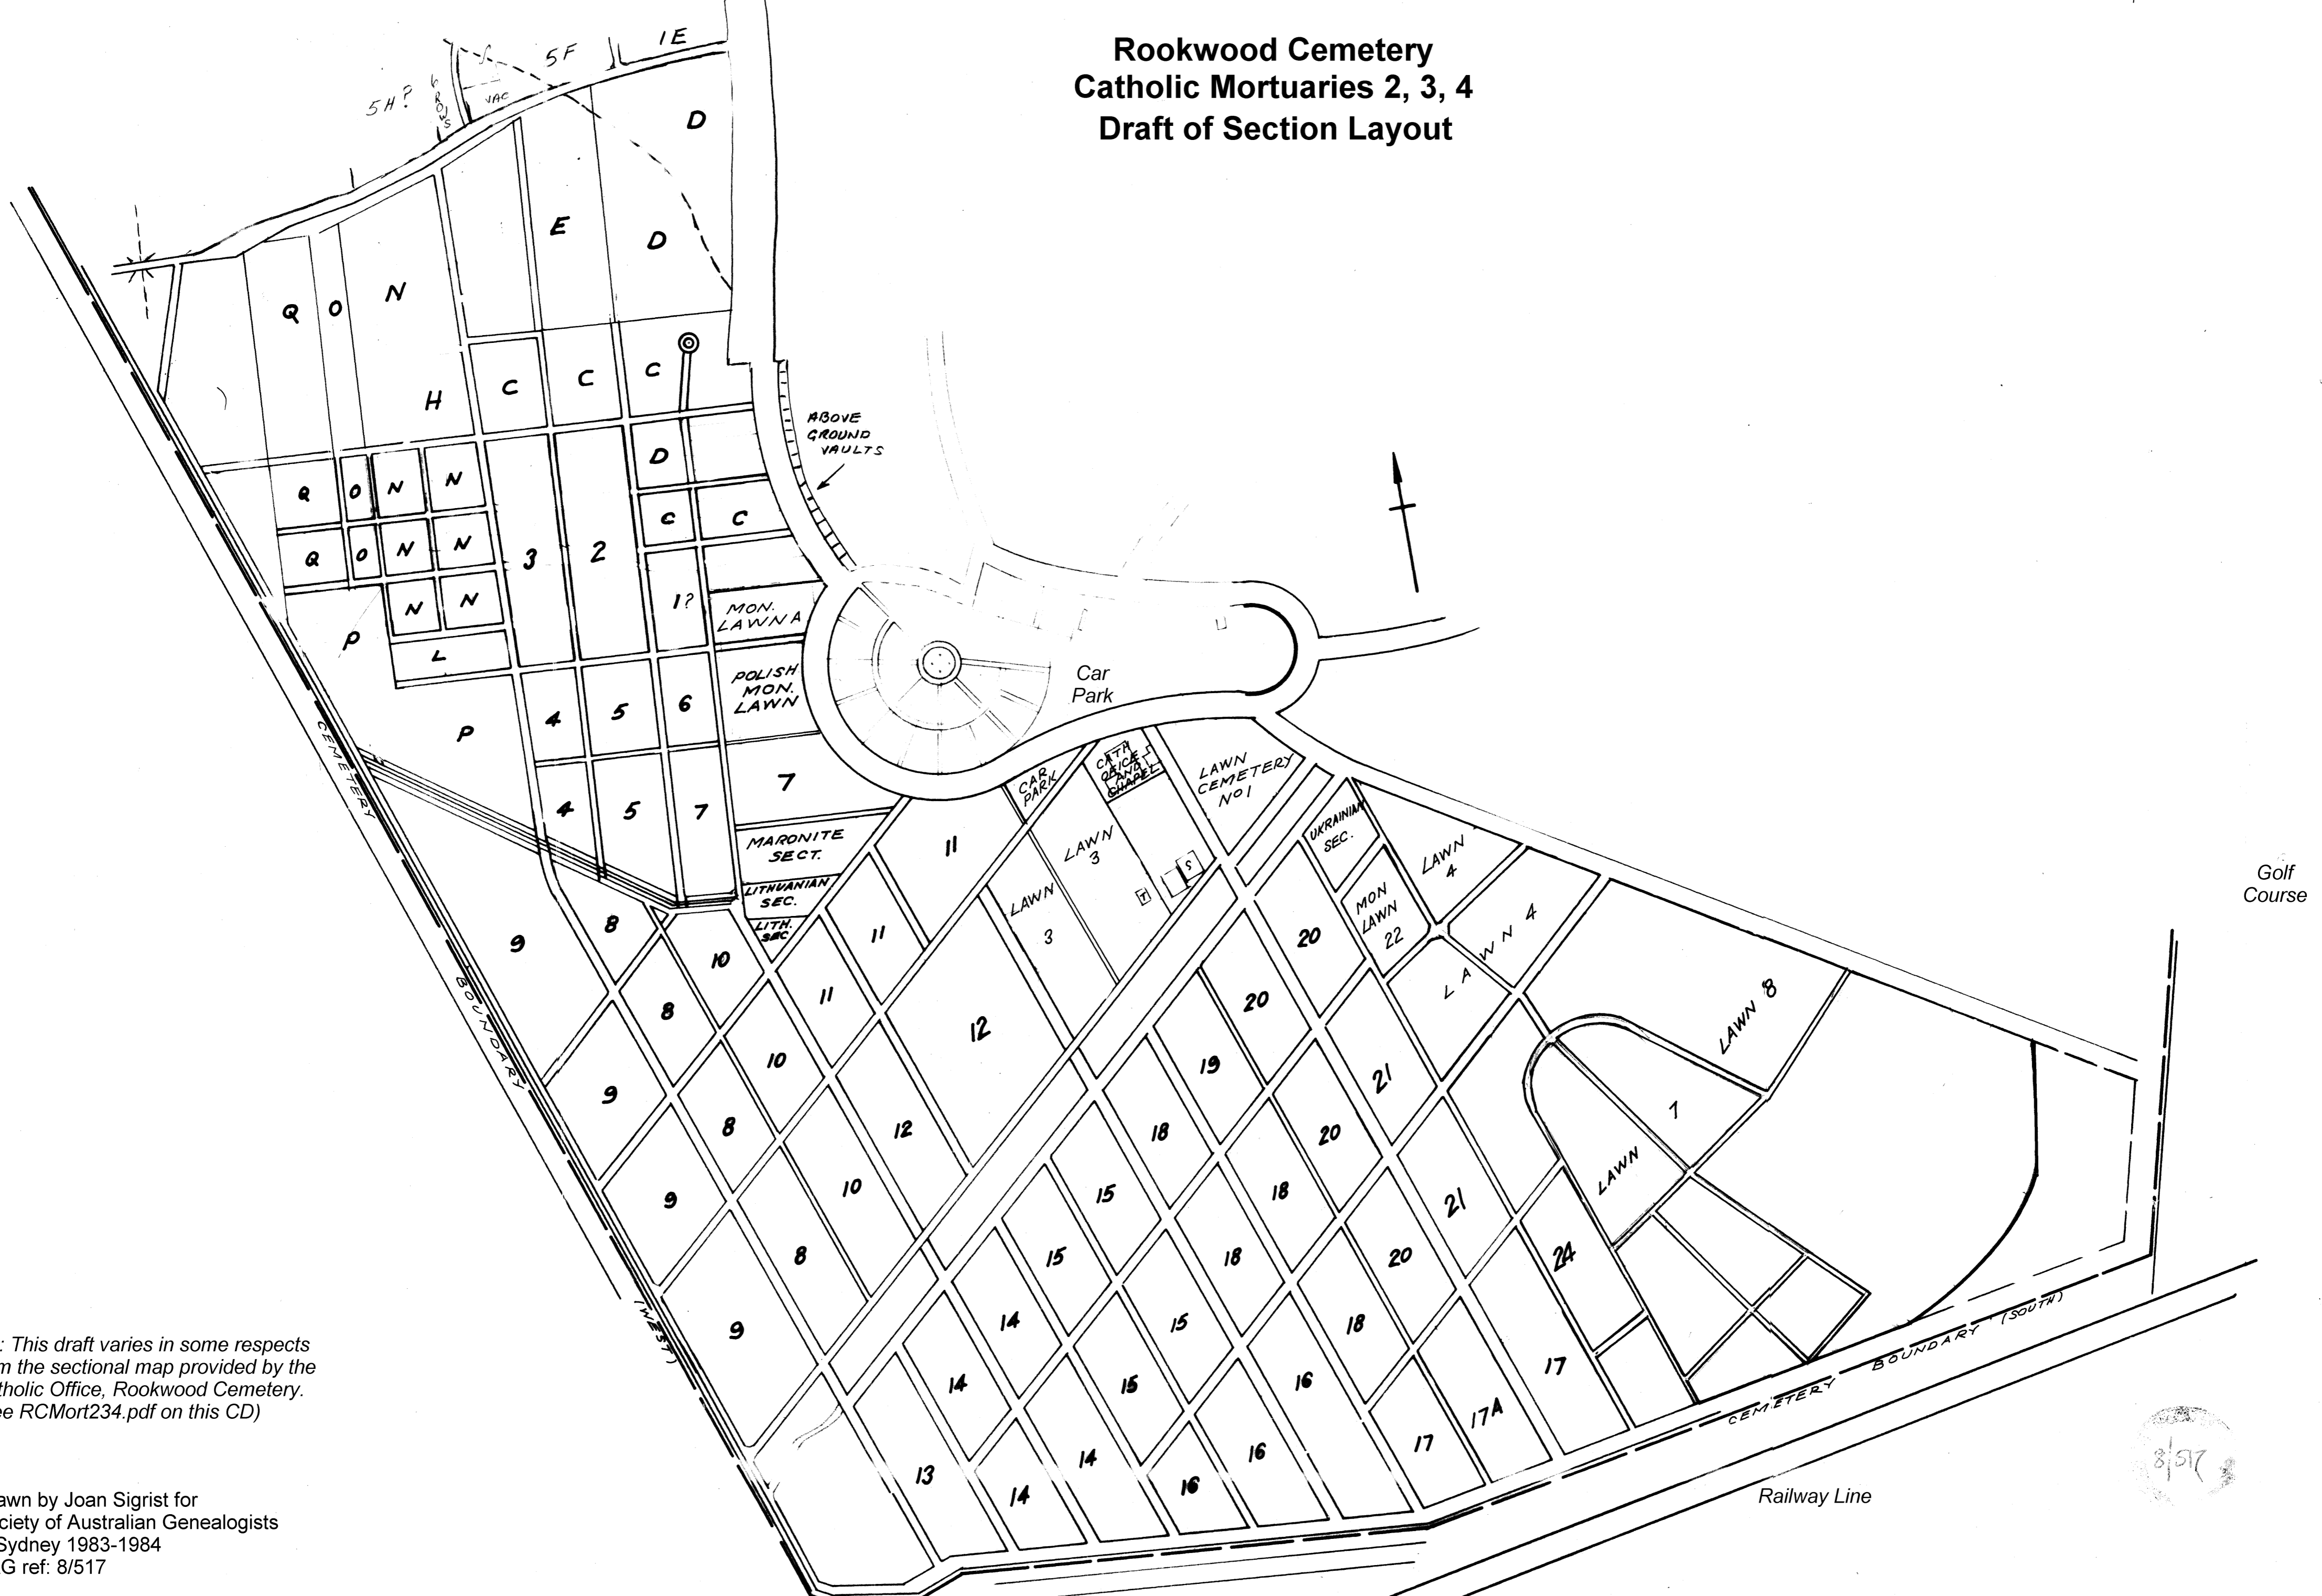 Rookwood Cemetery
Catholic Mortuaries 2, 3, 4
Draft of Section Layout
5H?
6
ROWS
VAC
5F
1E
D
E
D
Q
O
N
H
C
C
C
ABOVE
GROUND
VAULTS
D
Q
O
N
N
C
C
Q
O
N
N
3
2
N
N
1?
MON.
LAWN A
P
L
POLISH
MON.
LAWN
Car
Park
P
4
5
6
7
4
5
7
CEMETERY
BOUNDARY
(WEST)
MARONITE
SECT.
LITHUANIAN
SEC.
LITH.
SEC
CAR
PARK
CATH
OFICE
AND
CHAPEL
LAWN
CEMETERY
No 1
UKRAINIAN
SEC.
LAWN
4
LAWN
3
LAWN
3
T
S
MON
LAWN
22
LAWN 4
LAWN 8
Golf
Course
11
11
11
12
12
9
8
10
8
10
9
8
10
9
8
9
20
20
19
21
18
20
15
18
21
15
18
20
24
14
15
18
17
14
15
16
17A
13
14
14
16
16
17
LAWN 7
CEMETERY BOUNDARY (SOUTH)
Railway Line
8/517
: This draft varies in some respects
m the sectional map provided by the
tholic Office, Rookwood Cemetery.
ee RCMort234.pdf on this CD)
awn by Joan Sigrist for
ciety of Australian Genealogists
Sydney 1983-1984
G ref: 8/517